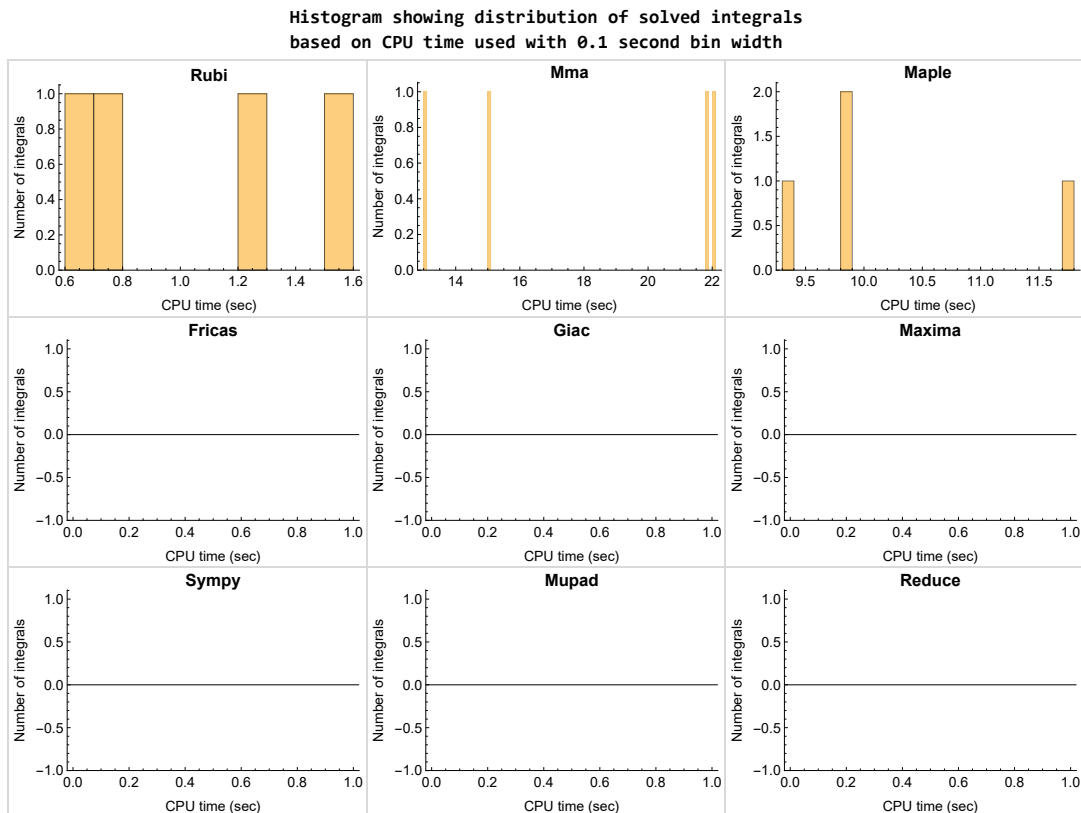 Histogram showing distribution of solved integrals
based on CPU time used with 0.1 second bin width
Rubi
Number of integrals
1.0
0.8
0.6
0.4
0.2
0.0
0.6 0.8 1.0 1.2 1.4 1.6
CPU time (sec)
Mma
Number of integrals
1.0
0.8
0.6
0.4
0.2
0.0
14 16 18 20 22
CPU time (sec)
Maple
Number of integrals
2.0
1.5
1.0
0.5
0.0
9.5 10.0 10.5 11.0 11.5
CPU time (sec)
Fricas
Number of integrals
1.0
0.5
0.0
−0.5
−1.0
0.0 0.2 0.4 0.6 0.8 1.0
CPU time (sec)
Giac
Number of integrals
1.0
0.5
0.0
−0.5
−1.0
0.0 0.2 0.4 0.6 0.8 1.0
CPU time (sec)
Maxima
Number of integrals
1.0
0.5
0.0
−0.5
−1.0
0.0 0.2 0.4 0.6 0.8 1.0
CPU time (sec)
Sympy
Number of integrals
1.0
0.5
0.0
−0.5
−1.0
0.0 0.2 0.4 0.6 0.8 1.0
CPU time (sec)
Mupad
Number of integrals
1.0
0.5
0.0
−0.5
−1.0
0.0 0.2 0.4 0.6 0.8 1.0
CPU time (sec)
Reduce
Number of integrals
1.0
0.5
0.0
−0.5
−1.0
0.0 0.2 0.4 0.6 0.8 1.0
CPU time (sec)